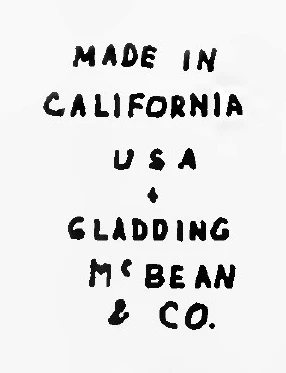 MADE IN
CALIFORNIA
USA
GLADDING
McBEAN
& CO.